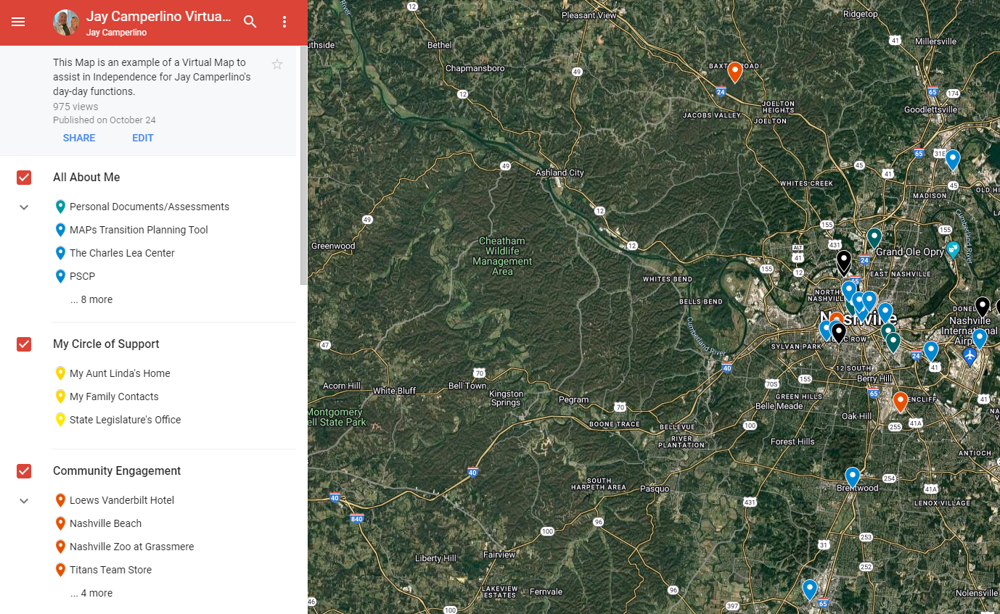 Jay Camperlino Virtua...
Jay Camperlino
This Map is an example of a Virtual Map to
assist in Independence for Jay Camperlino's
day-day functions.
975 views
Published on October 24
SHARE
EDIT
All About Me
Personal Documents/Assessments
MAPs Transition Planning Tool
The Charles Lea Center
PSCP
... 8 more
My Circle of Support
My Aunt Linda's Home
My Family Contacts
State Legislature's Office
Community Engagement
Loews Vanderbilt Hotel
Nashville Beach
Nashville Zoo at Grassmere
Titans Team Store
... 4 more
River
12
Pleasant View
Ridgetop
uthside
Bethel
41
Millersville
Chapmansboro
49
24
12
65
174
JOELTON
HEIGHTS
JACOBS VALLEY
JOELTON
Goodlettsville
65
31E
49
Ashland City
45
41
WHITES CREEK
45
OLD HI
MADISON
12
49
155
Cumberland River
155
Greenwood
Cheatham
Wildlife
Management
Area
12
ALT
41
431
24
Grand Ole Opry
155
12
EAST NASHVILLE
WHITES BEND
65
NORTH
NASHVILLE
BELLS BEND
Nashville
Nashville
International
Cumberland River
47
SYLVAN PARK
24
40
41
70
12 SOUTH
Acorn Hill
White Bluff
Bell Town
Kingston
Springs
70S
155
Berry Hill
65
GREEN HILLS
Pegram
70
Belle Meade
41
Montgomery
ell State Park
Oak Hill
BOONE TRACE
BELLEVUE
100
255
41A
RIVER
PLANTATION
Forest Hills
ANTIOCH
40
SOUTH
HARPETH AREA
Pasquo
254
Brentwood
41A
40
431
LENOX VILLAGE
840
96
100
253
31
Fairview
Liberty Hill
252
LAKEVIEW
ESTATES
Fernvale
96
Nolensville
46
100
397
65